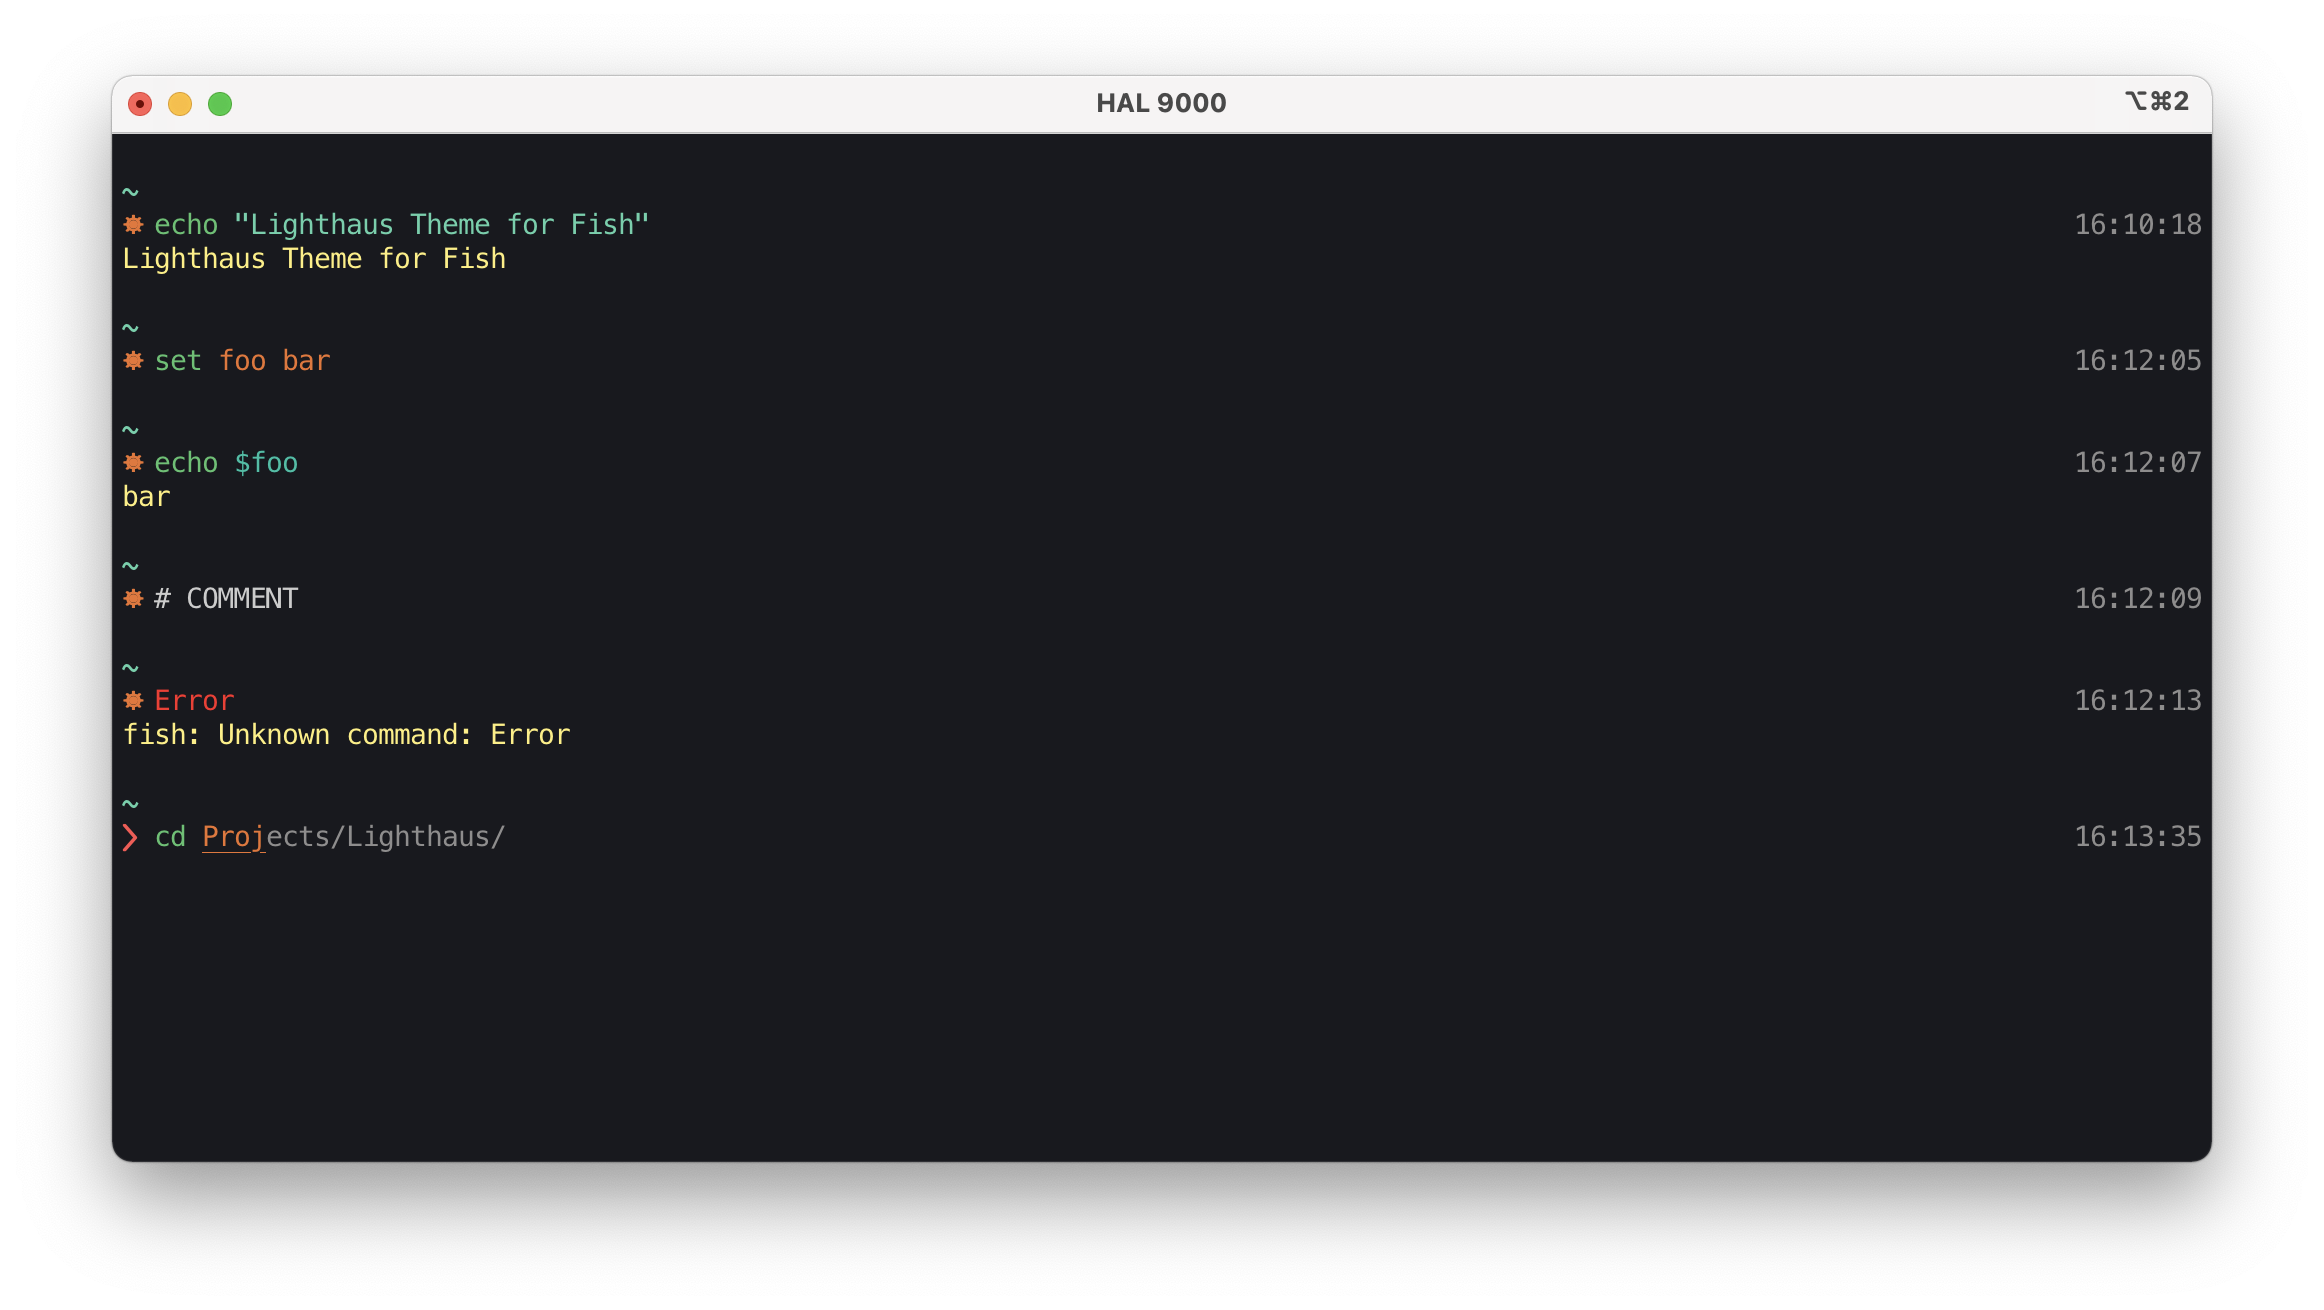 HAL 9000 ⌥⌘2
~
echo "Lighthaus Theme for Fish" 16:10:18
Lighthaus Theme for Fish
~
set foo bar 16:12:05
~
echo $foo 16:12:07
bar
~
# COMMENT 16:12:09
~
Error 16:12:13
fish: Unknown command: Error
~
❯ cd Projects/Lighthaus/ 16:13:35